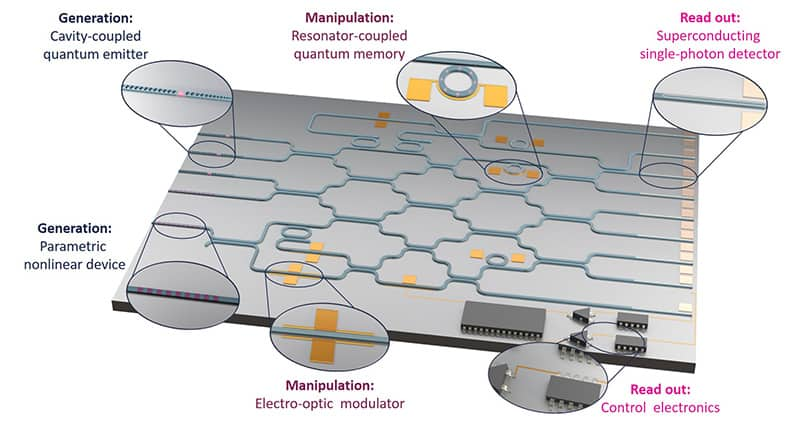 Generation:
Cavity-coupled
quantum emitter
Manipulation:
Resonator-coupled
quantum memory
Read out:
Superconducting
single-photon detector
Generation:
Parametric
nonlinear device
Manipulation:
Electro-optic modulator
Read out:
Control electronics